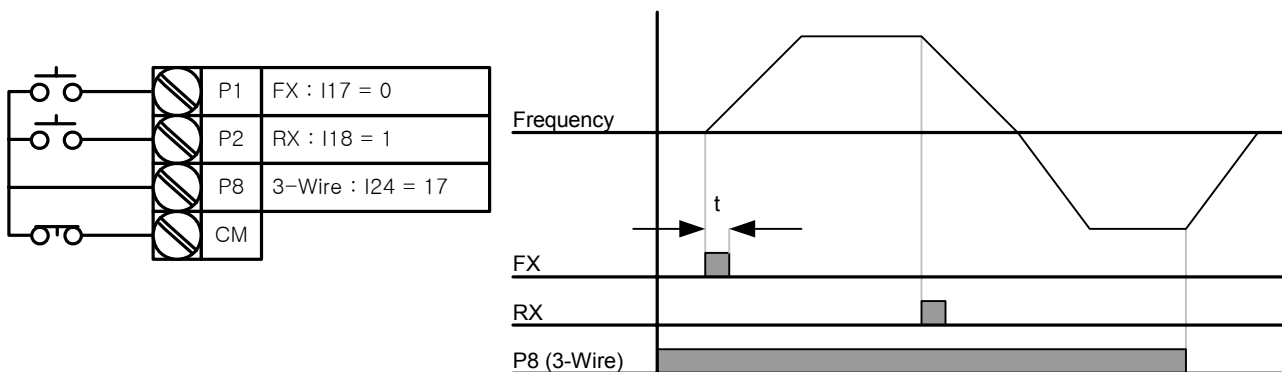 P1 FX : I17 = 0
P2 RX : I18 = 1
P8 3-Wire : I24 = 17
CM
Frequency
t
FX
RX
P8 (3-Wire)